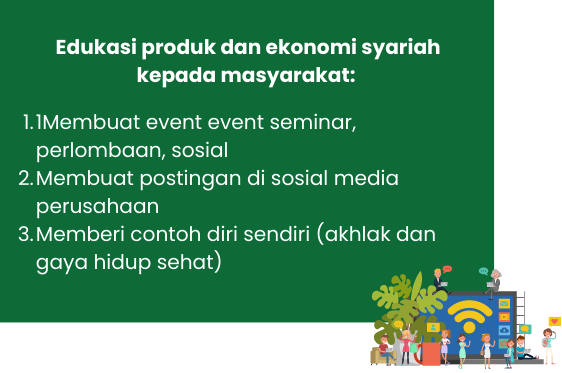 Edukasi produk dan ekonomi syariah
kepada masyarakat:
1.1Membuat event event seminar,
perlombaan, sosial
2.Membuat postingan di sosial media
perusahaan
3.Memberi contoh diri sendiri (akhlak dan
gaya hidup sehat)